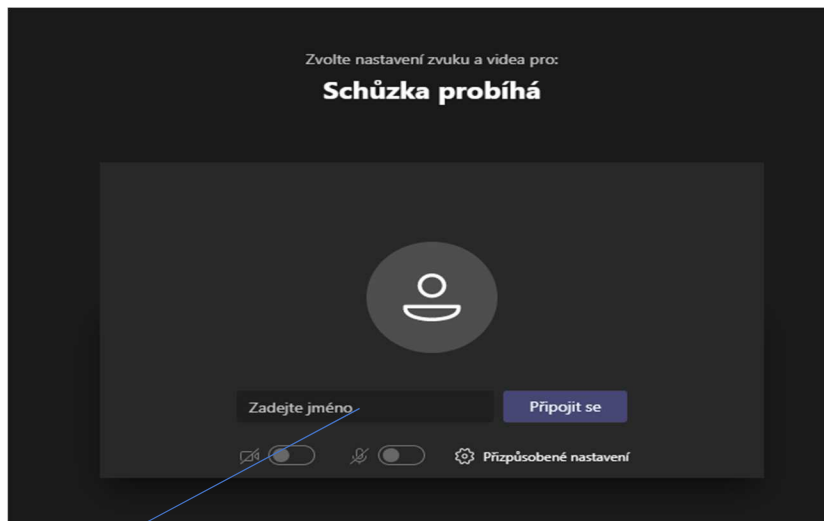 Zvolte nastavení zvuku a videa pro:
Schůzka probíhá
Zadejte jméno
Připojit se
Přizpůsobené nastavení